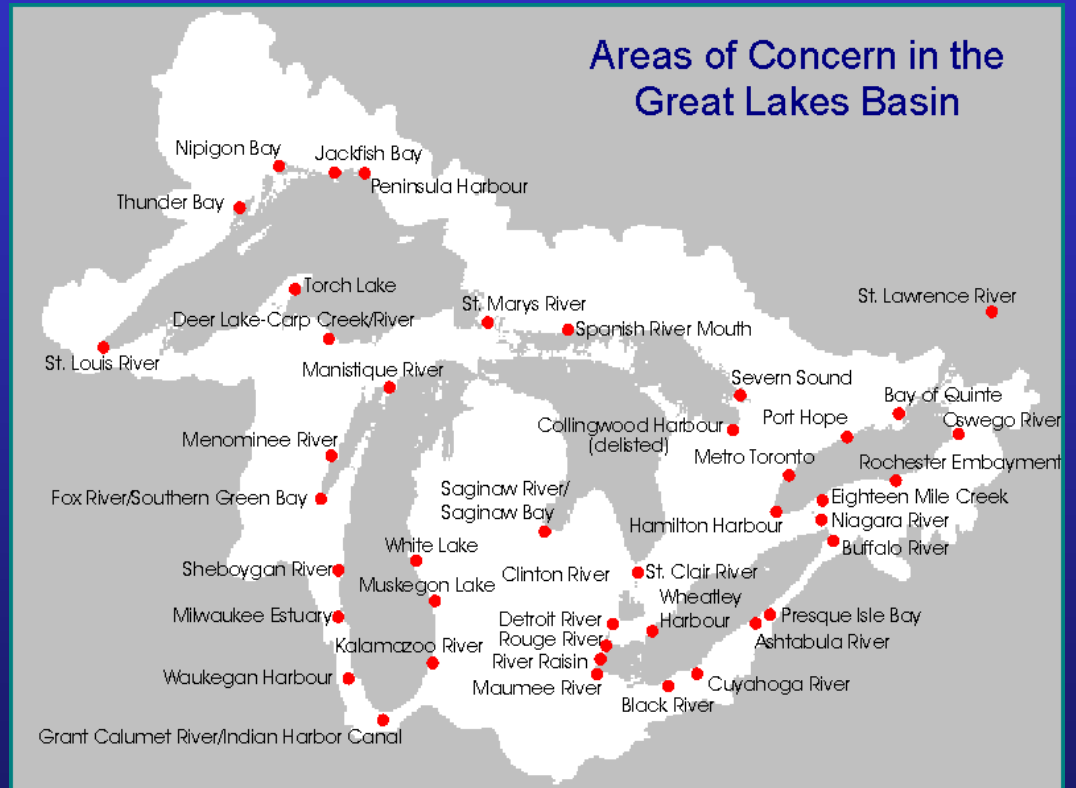 Areas of Concern in the
Great Lakes Basin
Nipigon Bay
Jackfish Bay
Peninsula Harbour
Thunder Bay
Torch Lake
St. Marys River
St. Lawrence River
Deer Lake-Carp Creek/River
Spanish River Mouth
St. Louis River
Manistique River
Severn Sound
Bay of Quinte
Port Hope
Oswego River
Collingwood Harbour
(delisted)
Menominee River
Metro Toronto
Rochester Embayment
Fox River/Southern Green Bay
Saginaw River/
Saginaw Bay
Eighteen Mile Creek
Hamilton Harbour
Niagara River
White Lake
Buffalo River
Sheboygan River
Clinton River
St. Clair River
Muskegon Lake
Wheatley
Harbour
Milwaukee Estuary
Detroit River
Presque Isle Bay
Rouge River
Ashtabula River
Kalamazoo River
River Raisin
Waukegan Harbour
Maumee River
Cuyahoga River
Black River
Grant Calumet River/Indian Harbor Canal